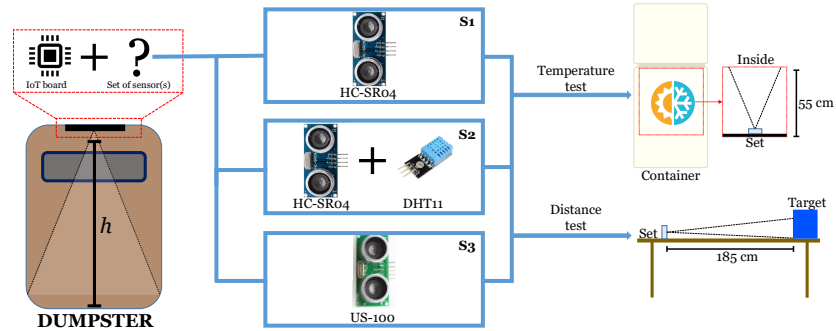 IoT board
Set of sensor(s)
h
DUMPSTER
S1
HC-SR04
S2
HC-SR04
DHT11
S3
US-100
Temperature
test
Distance
test
Inside
55 cm
Set
Container
Target
Set
185 cm